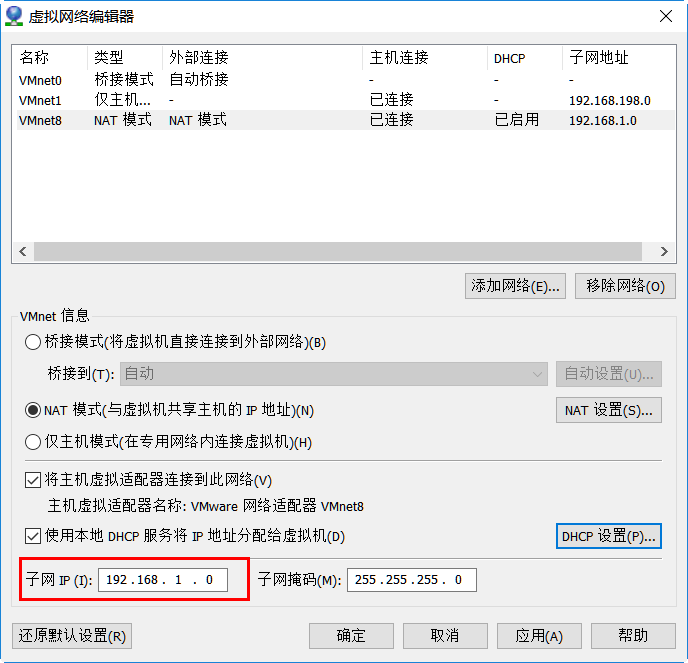 虚拟网络编辑器
名称 类型 外部连接 主机连接 DHCP 子网地址
VMnet0 桥接模式 自动桥接 - - -
VMnet1 仅主机... - 已连接 - 192.168.198.0
VMnet8 NAT 模式 NAT 模式 已连接 已启用 192.168.1.0
添加网络(E)... 移除网络(O)
VMnet 信息
桥接模式(将虚拟机直接连接到外部网络)(B)
桥接到(T): 自动 自动设置(U)...
NAT 模式(与虚拟机共享主机的 IP 地址)(N) NAT 设置(S)...
仅主机模式(在专用网络内连接虚拟机)(H)
将主机虚拟适配器连接到此网络(V)
主机虚拟适配器名称: VMware 网络适配器 VMnet8
使用本地 DHCP 服务将 IP 地址分配给虚拟机(D) DHCP 设置(P)...
子网 IP (I): 192.168. 1 . 0 子网掩码(M): 255.255.255. 0
还原默认设置(R) 确定 取消 应用(A) 帮助